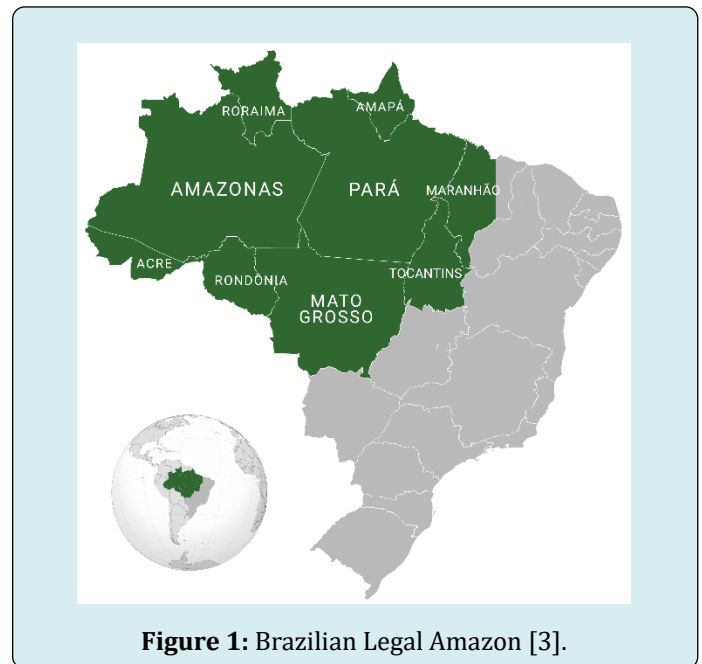 RORAIMA
AMAPÁ
AMAZONAS
PARÁ
MARANHÃO
ACRE
RONDÔNIA
TOCANTINS
MATO
GROSSO
Figure 1: Brazilian Legal Amazon [3].